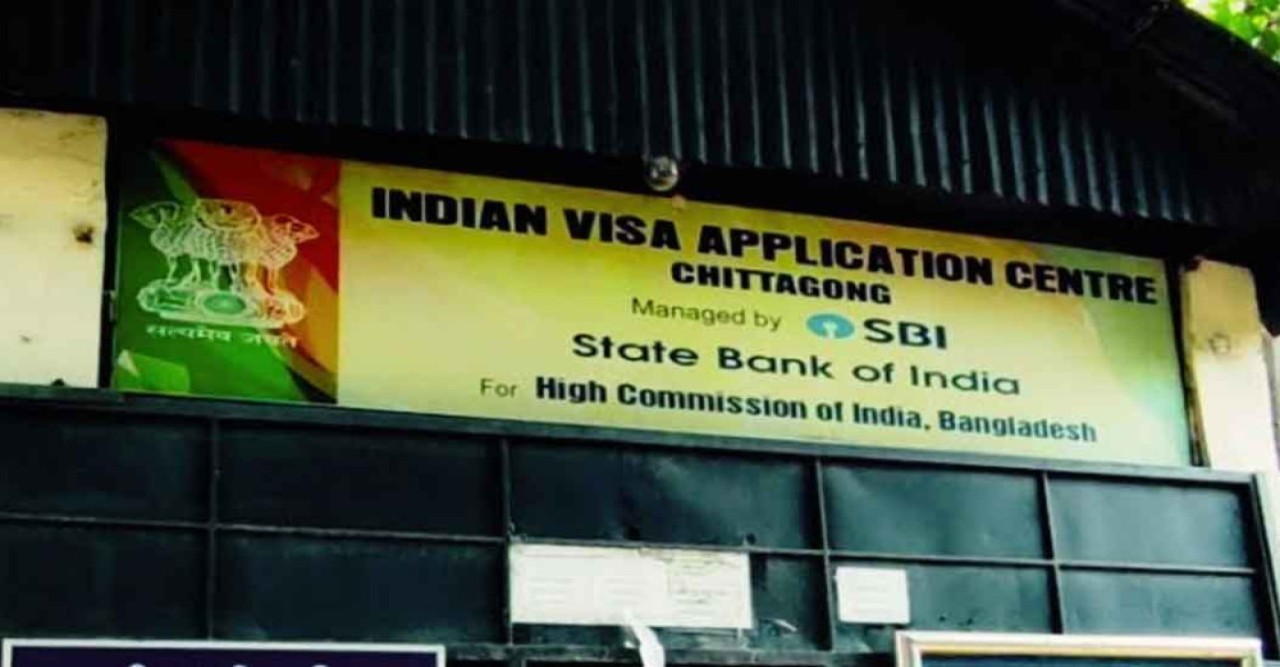 सत्यमेव जयते
INDIAN VISA APPLICATION CENTRE
CHITTAGONG
Managed by SBI
State Bank of India
For High Commission of India, Bangladesh